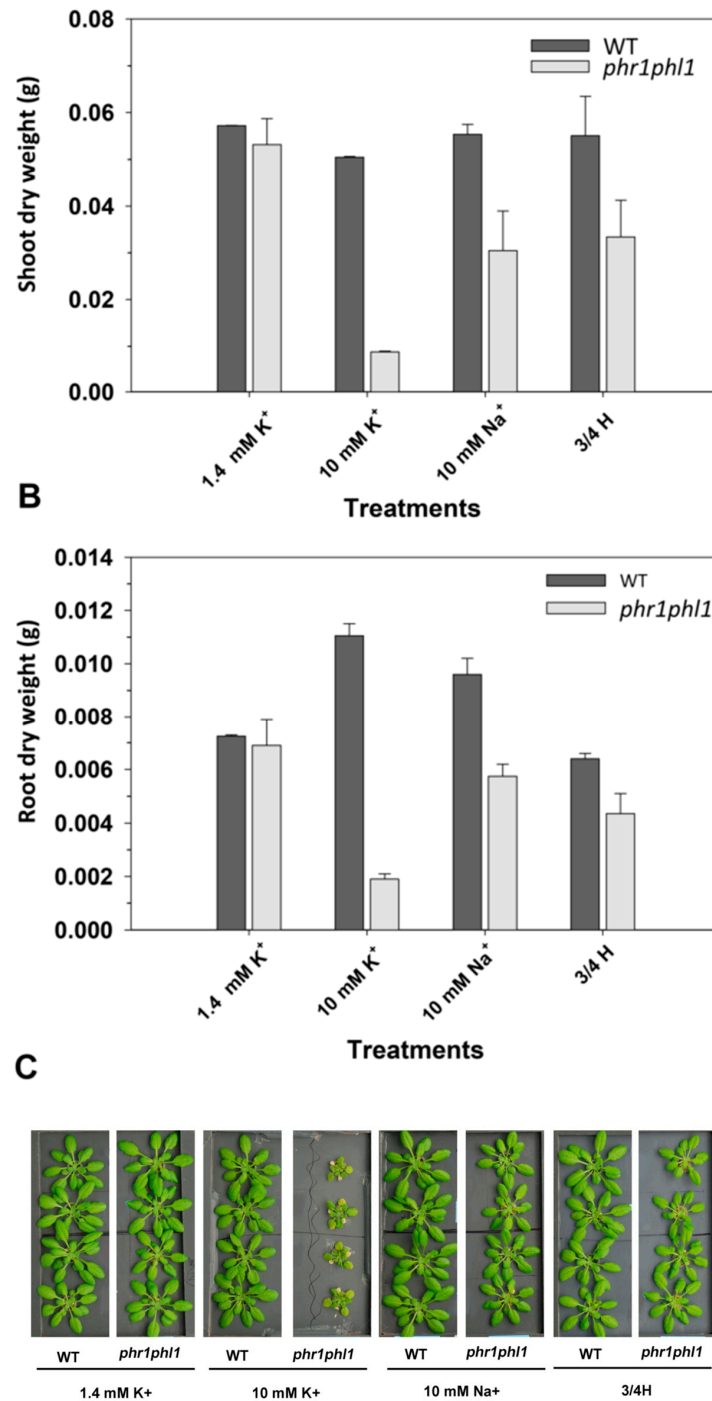 0.08
WT
phr1phl1
0.06
0.04
0.02
0.00
Shoot dry weight (g)
1.4 mM K+
10 mM K+
10 mM Na+
3/4 H
Treatments
B
0.014
WT
0.012
phr1phl1
0.010
0.008
0.006
0.004
0.002
0.000
Root dry weight (g)
1.4 mM K+
10 mM K+
10 mM Na+
3/4 H
Treatments
C
WT phr1phl1 WT phr1phl1 WT phr1phl1 WT phr1phl1
1.4 mM K+ 10 mM K+ 10 mM Na+ 3/4H